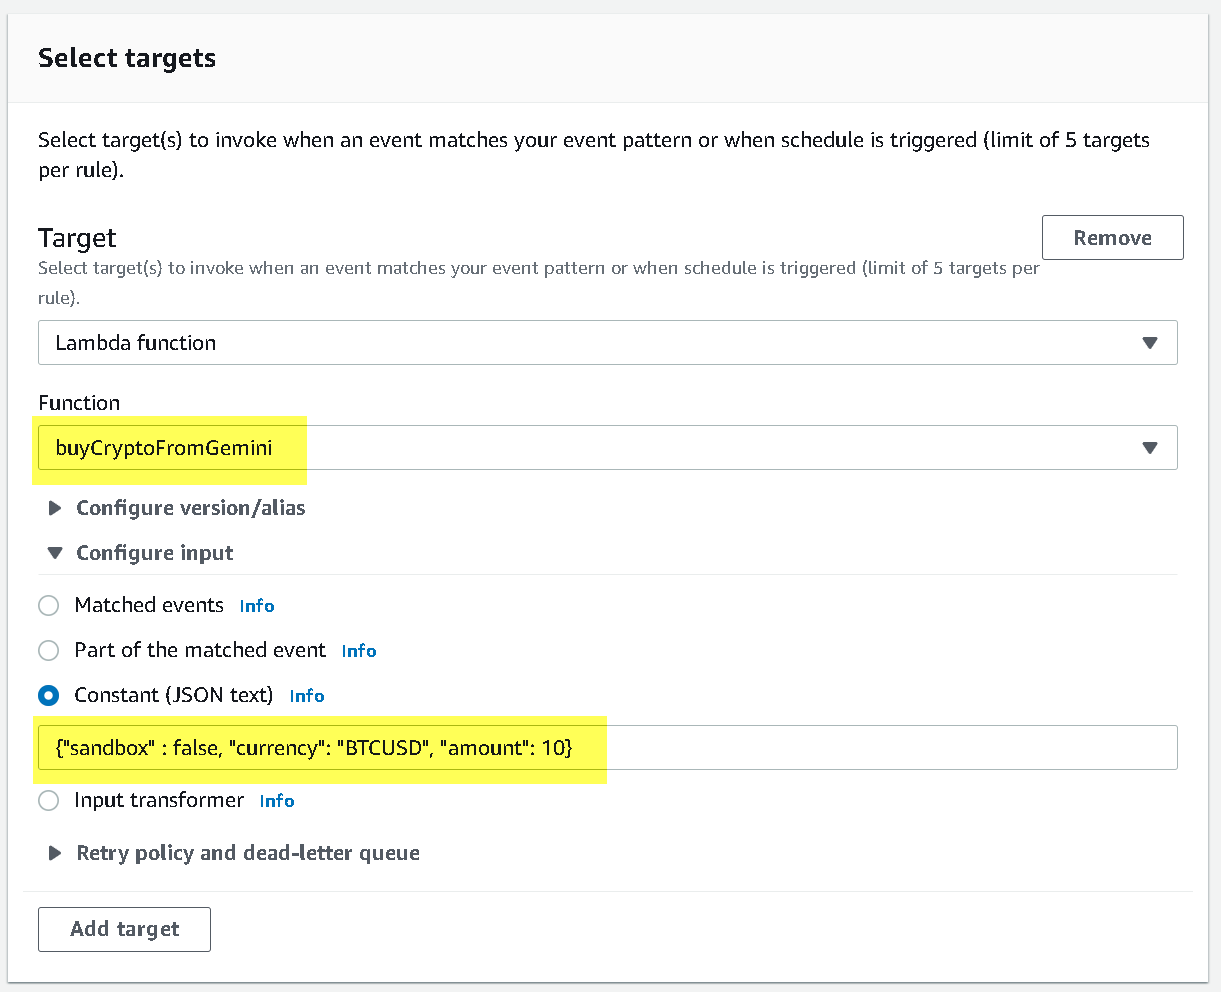 Select targets
Select target(s) to invoke when an event matches your event pattern or when schedule is triggered (limit of 5 targets
per rule).
Target
Remove
Select target(s) to invoke when an event matches your event pattern or when schedule is triggered (limit of 5 targets per
rule).
Lambda function
Function
buyCryptoFromGemini
Configure version/alias
Configure input
Matched events Info
Part of the matched event Info
Constant (JSON text) Info
{"sandbox" : false, "currency": "BTCUSD", "amount": 10}
Input transformer Info
Retry policy and dead-letter queue
Add target